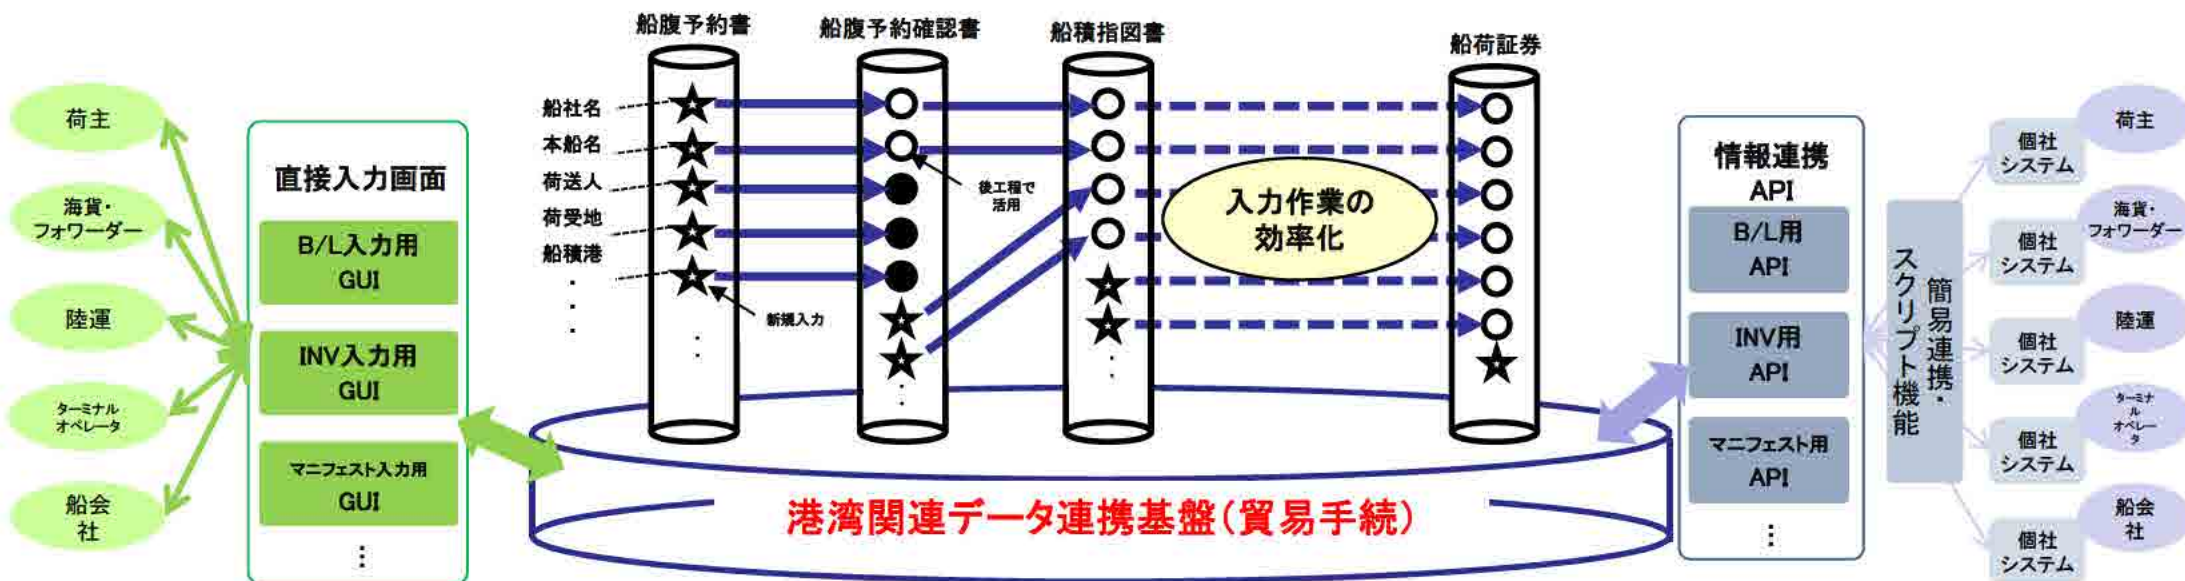 荷主
海貨・
フォワーダー
陸運
ターミナル
オペレータ
船会
社
直接入力画面
B/L入力用
GUI
INV入力用
GUI
マニフェスト入力用
GUI
⋮
船腹予約書
船腹予約確認書
船積指図書
船荷証券
船社名
本船名
荷送人
荷受地
船積港
・
・
・
新規入力
後工程で
活用
入力作業の
効率化
港湾関連データ連携基盤(貿易手続)
情報連携
API
B/L用
API
INV用
API
マニフェスト用
API
⋮
簡易連携・
スクリプト機能
個社
システム
荷主
個社
システム
海貨・
フォワーダー
個社
システム
陸運
個社
システム
ターミナ
ル
オペレー
タ
個社
システム
船会
社